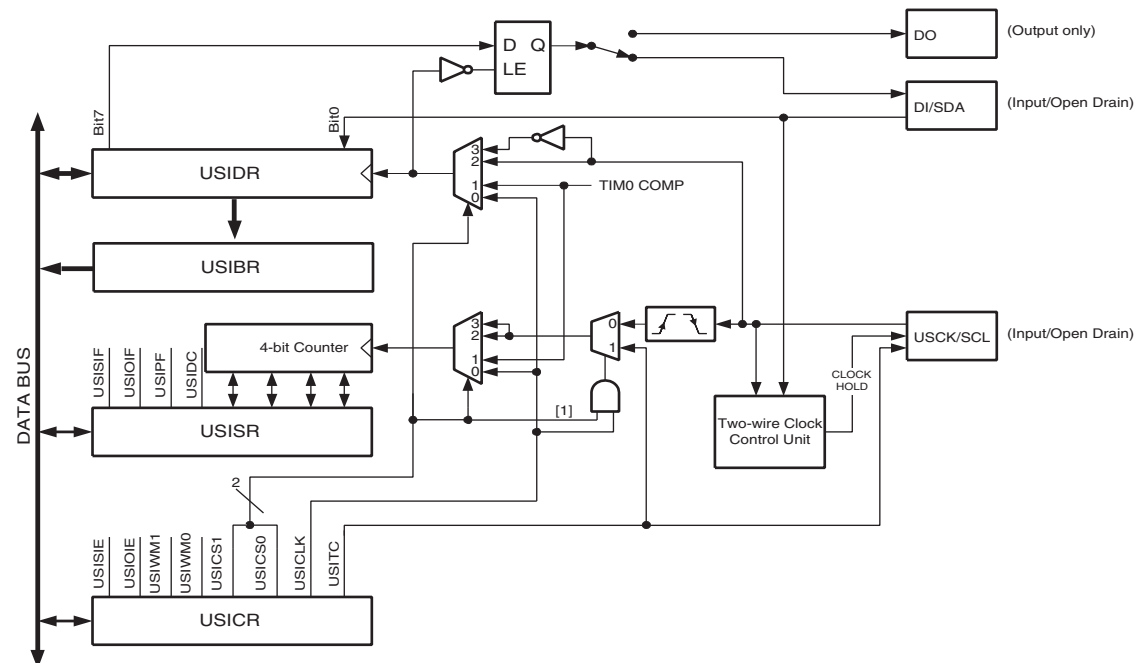 D Q
LE
DO
(Output only)
DI/SDA
(Input/Open Drain)
Bit7
Bit0
USIDR
3
2
1
0
TIM0 COMP
USIBR
DATA BUS
4-bit Counter
3
2
1
0
0
1
USCK/SCL
(Input/Open Drain)
CLOCK
HOLD
USISIF
USIOIF
USIPF
USIDC
[1]
USISR
Two-wire Clock
Control Unit
2
USISIE
USIOIE
USIWM1
USIWM0
USICS1
USICS0
USICLK
USITC
USICR